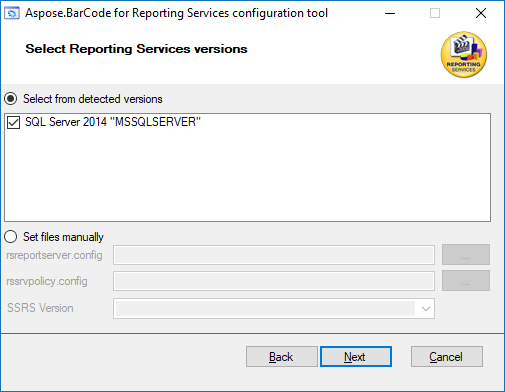 Aspose.BarCode for Reporting Services configuration tool
Select Reporting Services versions
REPORTING
SERVICES
Select from detected versions
SQL Server 2014 "MSSQLSERVER"
Set files manually
rsreportserver.config
...
rssrvpolicy.config
...
SSRS Version
Back Next Cancel